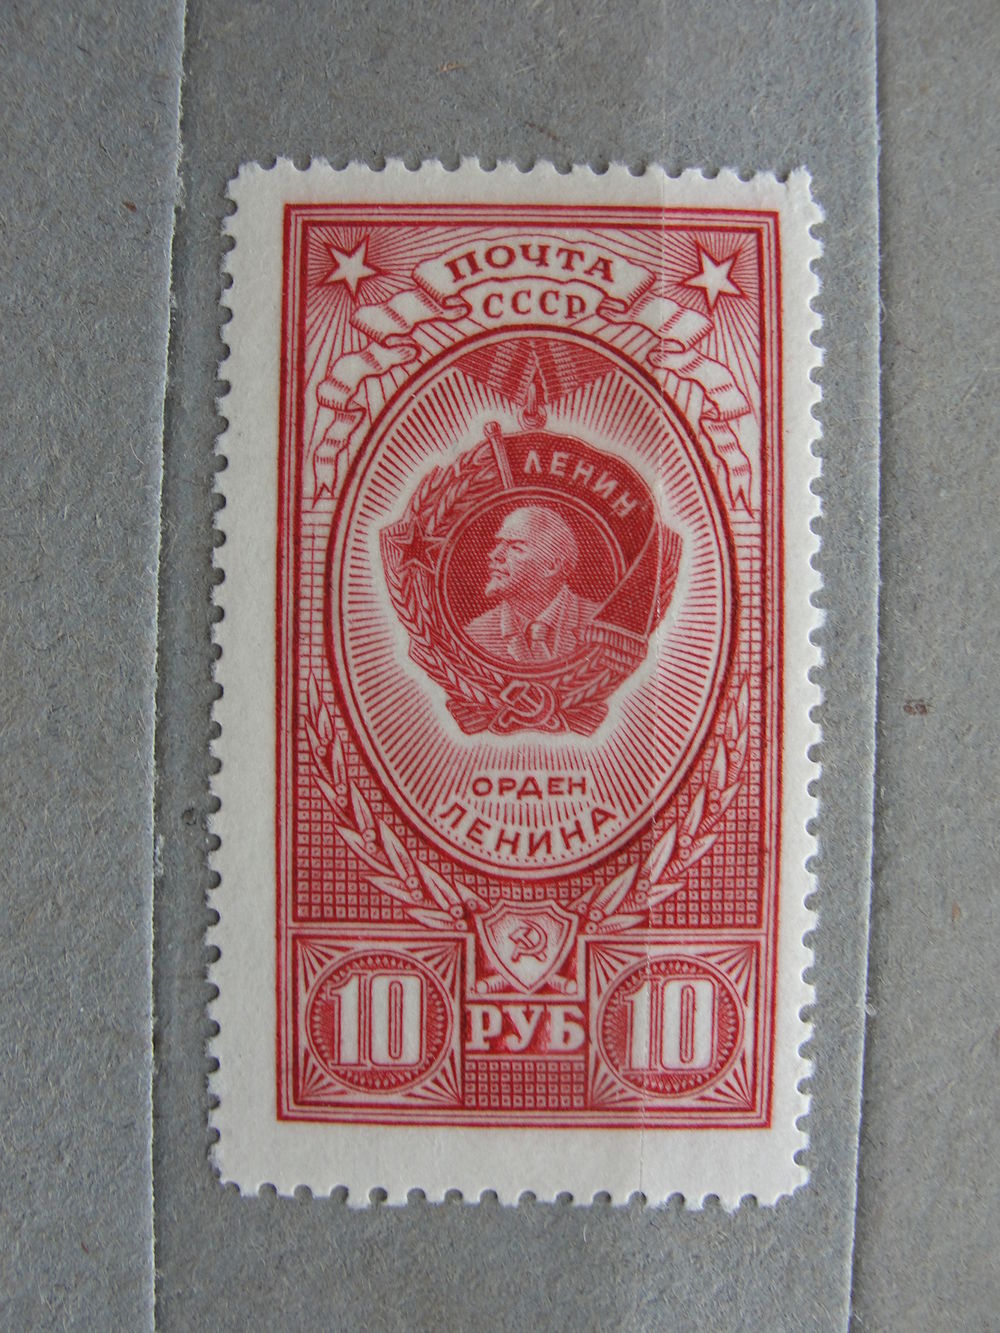 ПОЧТА
СССР
ЛЕНИН
ОРДЕН
ЛЕНИНА
10 РУБ 10